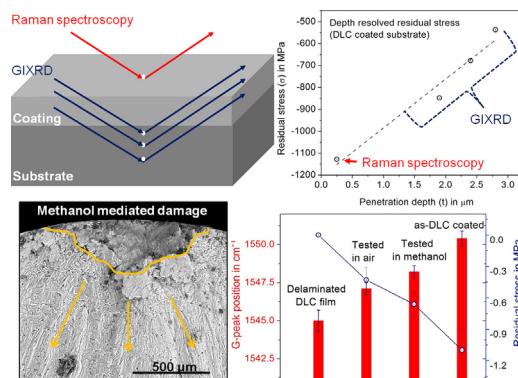 Raman spectroscopy
GIXRD
Coating
Substrate
Depth resolved residual stress
(DLC coated substrate)
Residual stress (σ) in MPa
-500
-600
-700
-800
-900
-1000
-1100
-1200
GIXRD
Raman spectroscopy
0.0 0.5 1.0 1.5 2.0 2.5 3.0
Penetration depth (t) in μm
Methanol mediated damage
500 μm
G-peak position in cm⁻¹
1550.0
1547.5
1545.0
1542.5
as-DLC coated
Tested
in air
Tested
in methanol
Delaminated
DLC film
0.0
-0.3
-0.6
-0.9
-1.2
Residual stress in MPa